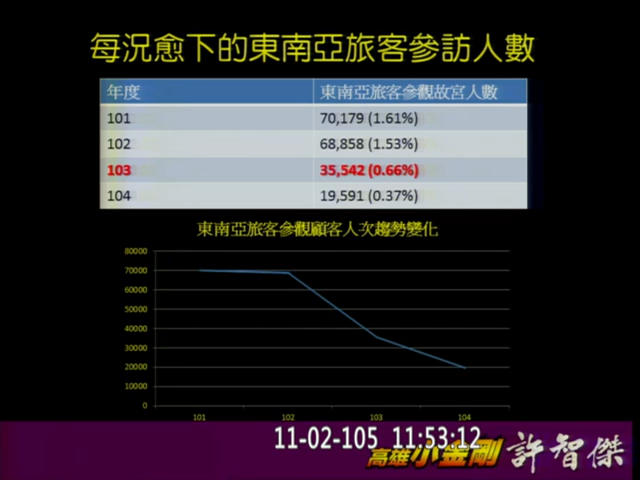 每況愈下的東南亞旅客參訪人數
年度 東南亞旅客參觀故宮人數
101 70,179 (1.61%)
102 68,858 (1.53%)
103 35,542 (0.66%)
104 19,591 (0.37%)
東南亞旅客參觀顧客人次趨勢變化
80000
70000
60000
50000
40000
30000
20000
10000
0
101 102 103 104
11-02-105 11:53:12
高雄小金剛 許智傑